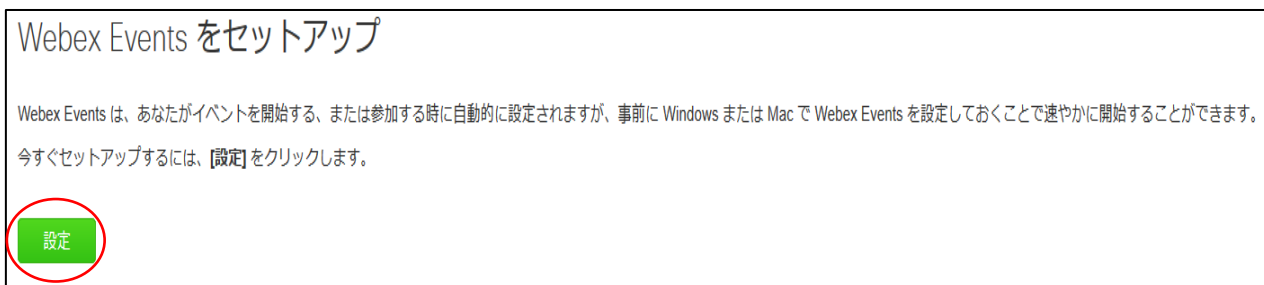 Webex Events をセットアップ
Webex Events は、あなたがイベントを開始する、または参加する時に自動的に設定されますが、事前に Windows または Mac で Webex Events を設定しておくことで速やかに開始することができます。
今すぐセットアップするには、[設定] をクリックします。
設定